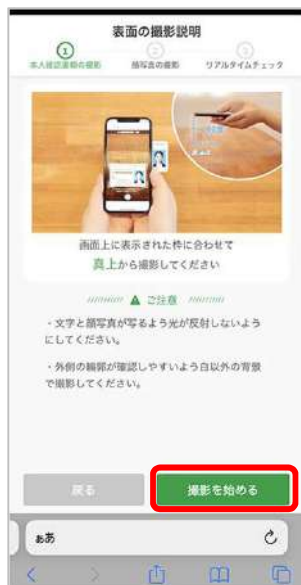 表面の撮影説明
1
2
3
本人確認書類の撮影
顔写真の撮影
リアルタイムチェック
画面上に表示された枠に合わせて
真上から撮影してください
ご注意
・文字と顔写真が写るよう光が反射しないよう
にしてください。
・外側の輪郭が確認しやすいよう白以外の背景
で撮影してください。
戻る
撮影を始める
ぁあ